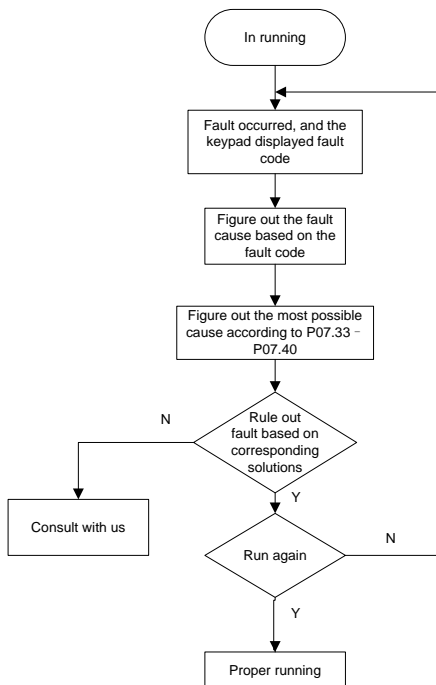 In running
Fault occurred, and the
keypad displayed fault
code
Figure out the fault
cause based on the
fault code
Figure out the most possible
cause according to P07.33–
P07.40
N
Rule out
fault based on
corresponding
solutions
Y
Consult with us
Run again
N
Y
Proper running